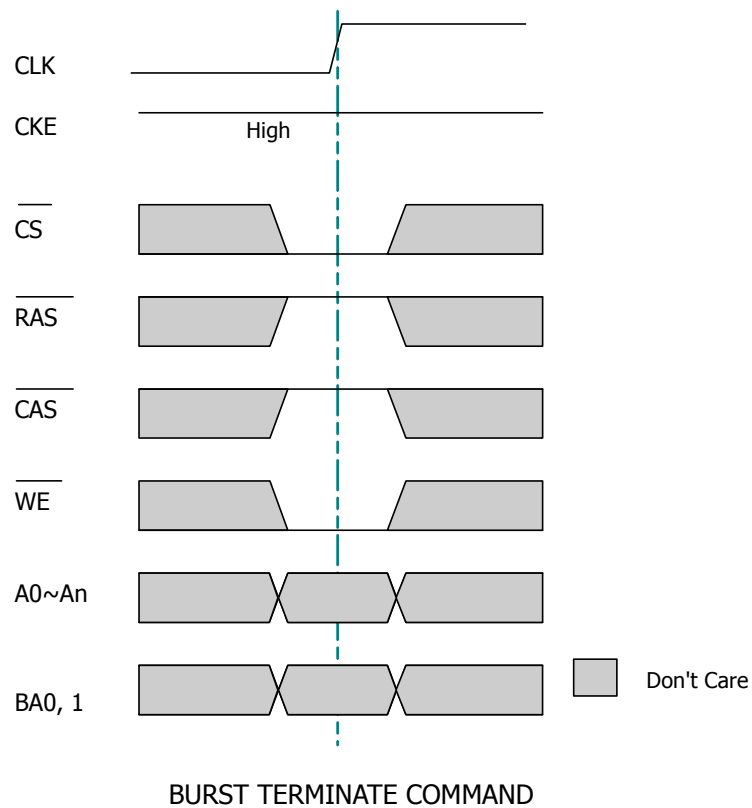 CLK
CKE
High
CS
RAS
CAS
WE
A0~An
BA0, 1
Don't Care
BURST TERMINATE COMMAND